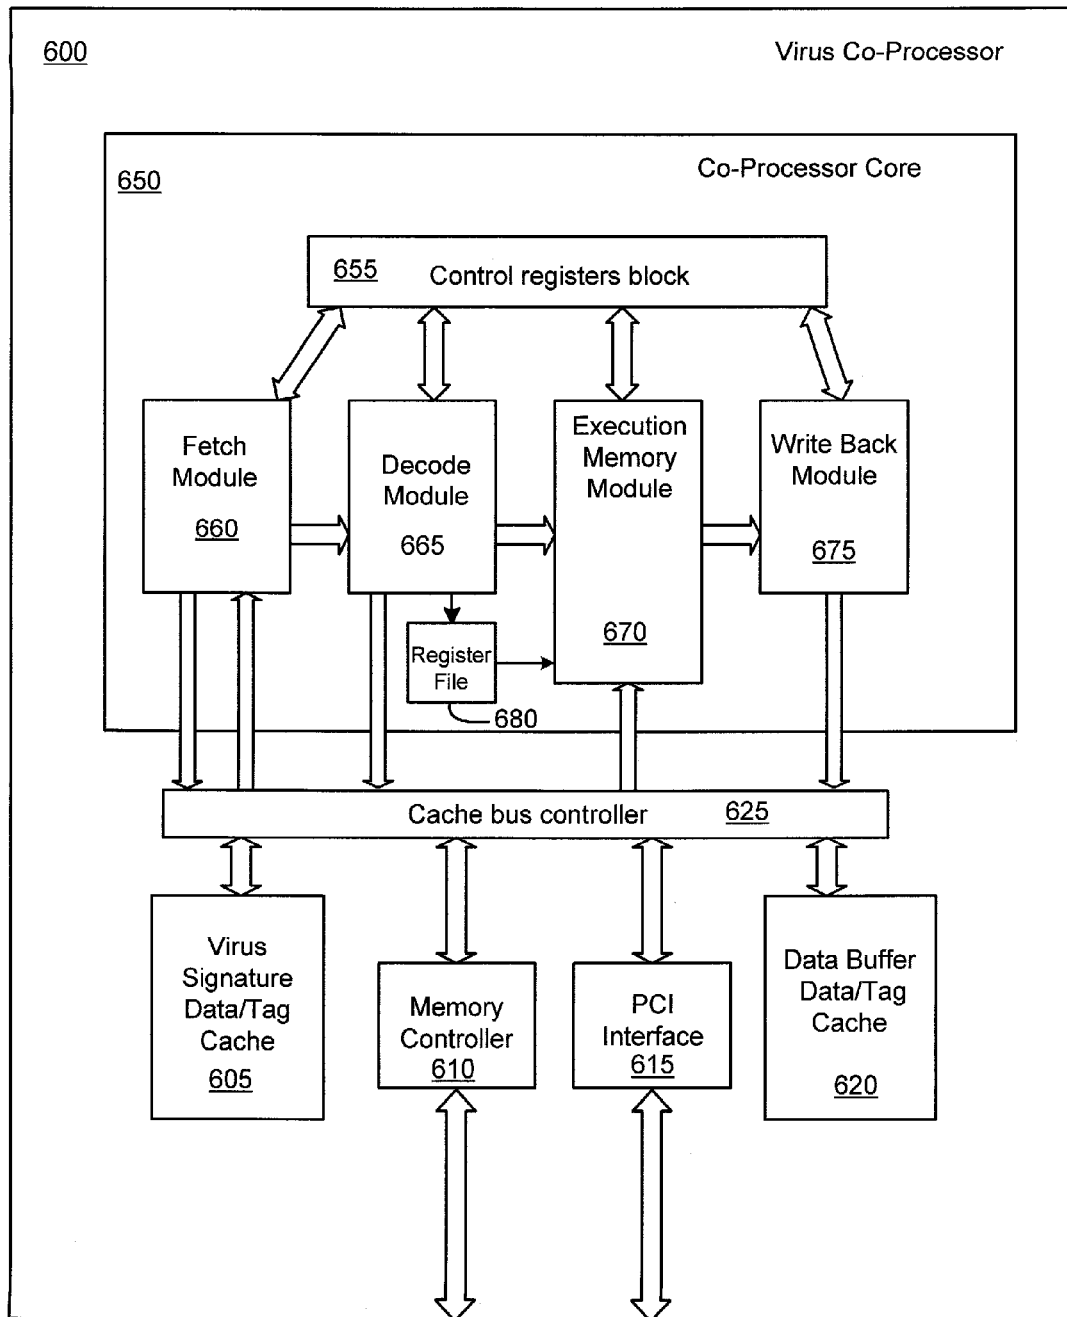 600
Virus Co-Processor
650
Co-Processor Core
655
Control registers block
Fetch
Module
660
Decode
Module
665
Execution
Memory
Module
670
Write Back
Module
675
Register
File
680
Cache bus controller
625
Virus
Signature
Data/Tag
Cache
605
Memory
Controller
610
PCI
Interface
615
Data Buffer
Data/Tag
Cache
620